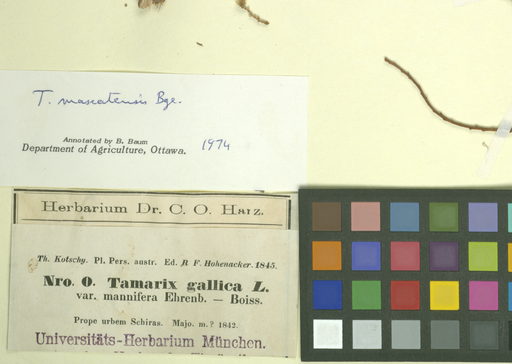 T. mascatensis Bge.
Annotated by B. Baum
Department of Agriculture, Ottawa.
1974
Herbarium Dr. C. O. Harz.
Th. Kotschy. Pl. Pers. austr. Ed. R F. Hohenacker. 1845.
Nro. 0. Tamarix gallica L.
var. mannifera Ehrenb. — Boiss.
Prope urbem Schiras. Majo. m.? 1842.
Universitäts-Herbarium München.